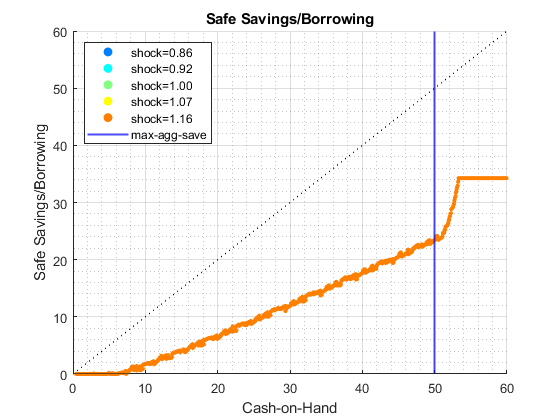 Safe Savings/Borrowing
60
50
40
30
20
10
0
Safe Savings/Borrowing
shock=0.86
shock=0.92
shock=1.00
shock=1.07
shock=1.16
max-agg-save
0 10 20 30 40 50 60
Cash-on-Hand